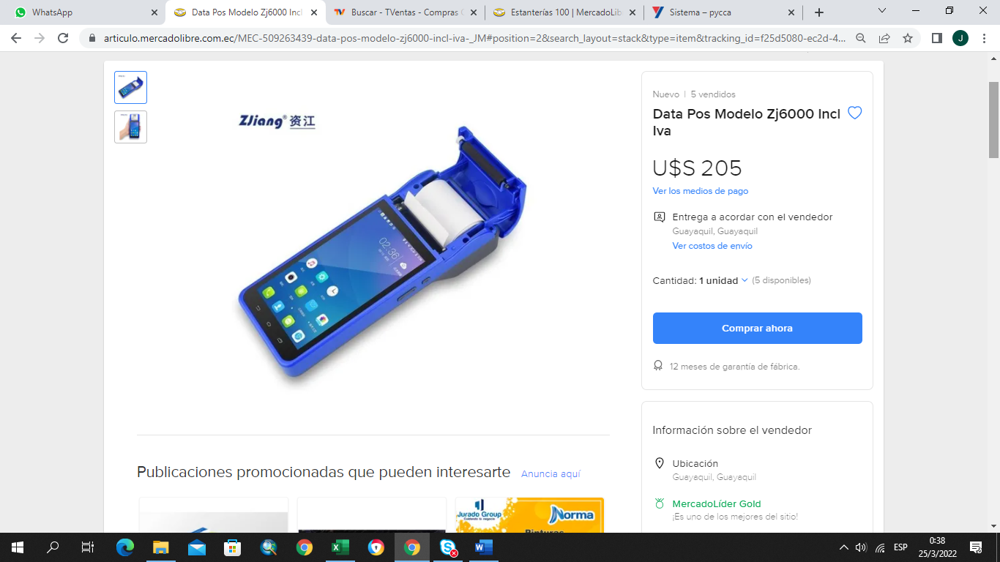 WhatsApp
Data Pos Modelo Zj6000 Incl
Buscar - TVentas - Compras
Estanterías 100 | MercadoLib
Sistema – pycca
articulo.mercadolibre.com.ec/MEC-509263439-data-pos-modelo-zj6000-incl-iva-_JM#position=2&search_layout=stack&type=item&tracking_id=f25d5080-ec2d-4...
J
ZJiang® 资江
02:36
Nuevo | 5 vendidos
Data Pos Modelo Zj6000 Incl
Iva
U$S 205
Ver los medios de pago
Entrega a acordar con el vendedor
Guayaquil, Guayaquil
Ver costos de envío
Cantidad: 1 unidad (5 disponibles)
Comprar ahora
12 meses de garantía de fábrica.
Información sobre el vendedor
Ubicación
Guayaquil, Guayaquil
MercadoLíder Gold
¡Es uno de los mejores del sitio!
Publicaciones promocionadas que pueden interesarte Anuncia aquí
Jurado Group
Cuidando tu negocio
Norma
Pinturas
ESP
0:38
25/3/2022